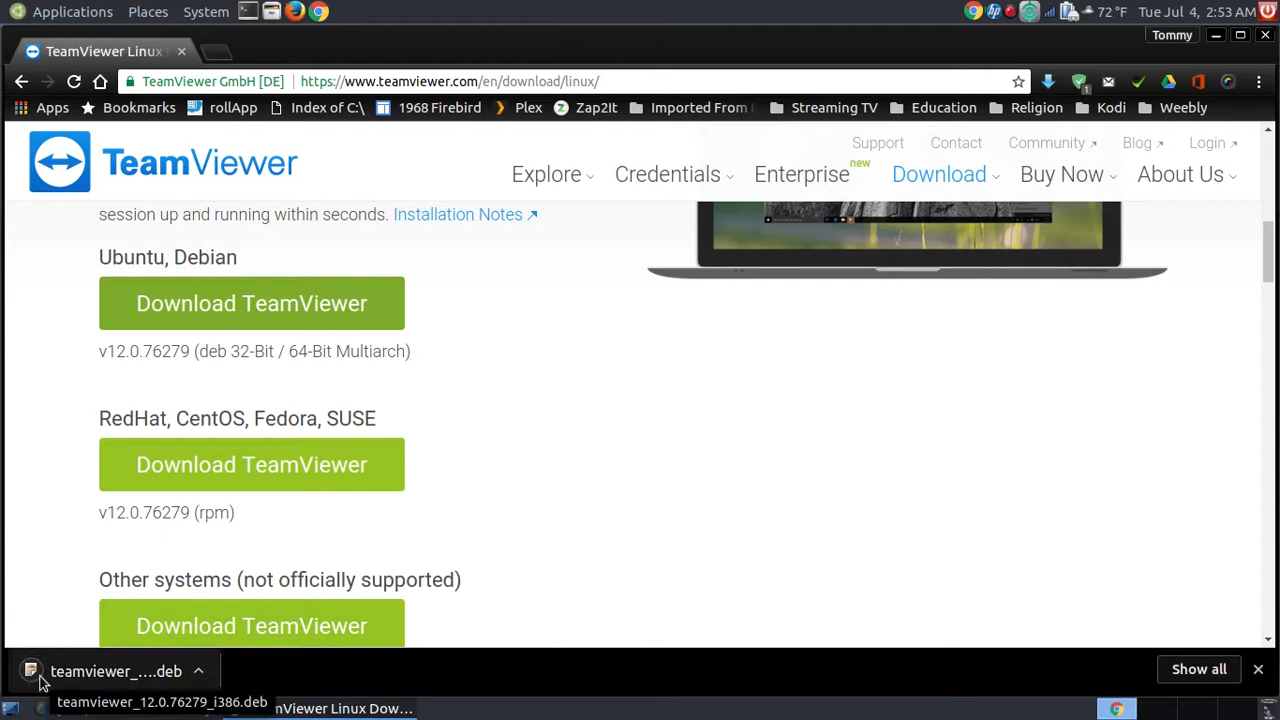 Applications Places System 72 °F Tue Jul 4, 2:53 AM
TeamViewer Linux Tommy
TeamViewer GmbH [DE] https://www.teamviewer.com/en/download/linux/
Apps Bookmarks rollApp Index of C:\ 1968 Firebird Plex Zap2It Imported From Streaming TV Education Religion Kodi Weebly
Support Contact Community Blog Login
TeamViewer Explore Credentials Enterprise new Download Buy Now About Us
session up and running within seconds. Installation Notes
Ubuntu, Debian
Download TeamViewer
v12.0.76279 (deb 32-Bit / 64-Bit Multiarch)
RedHat, CentOS, Fedora, SUSE
Download TeamViewer
v12.0.76279 (rpm)
Other systems (not officially supported)
Download TeamViewer
teamviewer_....deb Show all
teamviewer_12.0.76279_i386.deb
mViewer Linux Dow...